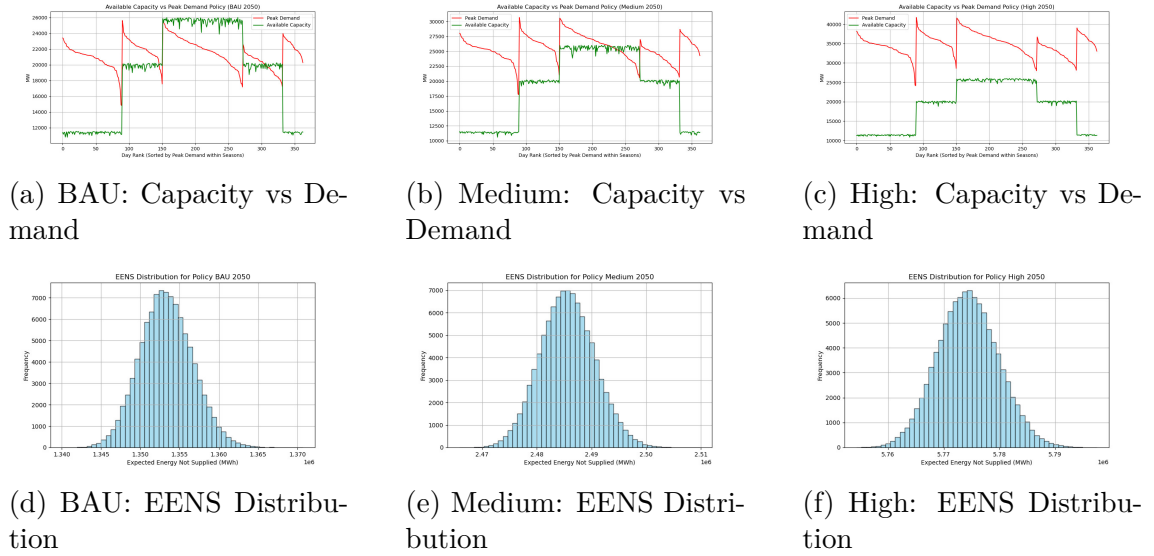 Available Capacity vs Peak Demand Policy (BAU 2050)
Peak Demand
Available Capacity
MW
26000
24000
22000
20000
18000
16000
14000
12000
0 50 100 150 200 250 300 350
Day Rank (Sorted by Peak Demand within Seasons)
(a) BAU: Capacity vs De-
mand
Available Capacity vs Peak Demand Policy (Medium 2050)
Peak Demand
Available Capacity
MW
30000
27500
25000
22500
20000
17500
15000
12500
10000
0 50 100 150 200 250 300 350
Day Rank (Sorted by Peak Demand within Seasons)
(b) Medium: Capacity vs
Demand
Available Capacity vs Peak Demand Policy (High 2050)
Peak Demand
Available Capacity
MW
40000
35000
30000
25000
20000
15000
10000
0 50 100 150 200 250 300 350
Day Rank (Sorted by Peak Demand within Seasons)
(c) High: Capacity vs De-
mand
EENS Distribution for Policy BAU 2050
Frequency
7000
6000
5000
4000
3000
2000
1000
0
1.340 1.345 1.350 1.355 1.360 1.365 1.370
Expected Energy Not Supplied (MWh)
1e6
(d) BAU: EENS Distribu-
tion
EENS Distribution for Policy Medium 2050
Frequency
7000
6000
5000
4000
3000
2000
1000
0
2.47 2.48 2.49 2.50 2.51
Expected Energy Not Supplied (MWh)
1e6
(e) Medium: EENS Distri-
bution
EENS Distribution for Policy High 2050
Frequency
6000
5000
4000
3000
2000
1000
0
5.76 5.77 5.78 5.79
Expected Energy Not Supplied (MWh)
1e6
(f) High: EENS Distribu-
tion